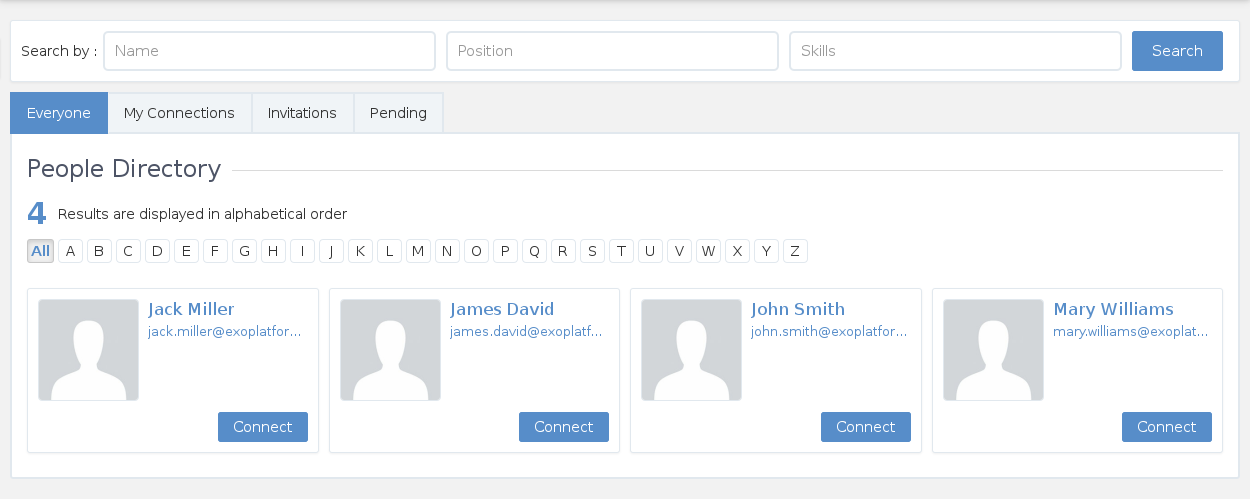 Search by : Name Position Skills Search
Everyone My Connections Invitations Pending
People Directory
4 Results are displayed in alphabetical order
All A B C D E F G H I J K L M N O P Q R S T U V W X Y Z
Jack Miller James David John Smith Mary Williams
jack.miller@exoplatfor... james.david@exoplatf... john.smith@exoplatfor... mary.williams@exoplat...
Connect Connect Connect Connect